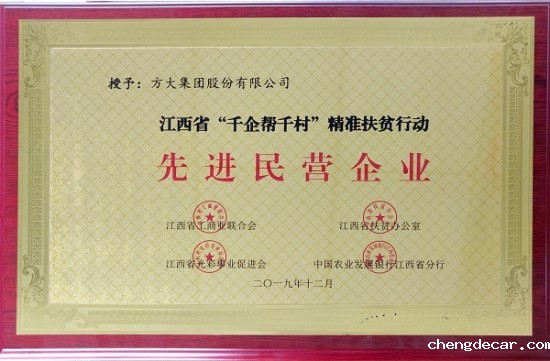 授予：方大集团股份有限公司
江西省“千企帮千村”精准扶贫行动
先进民营企业
江西省工商业联合会 江西省扶贫办公室
江西省光彩事业促进会 中国农业发展银行江西省分行
二〇一九年十二月
chengdecar.com